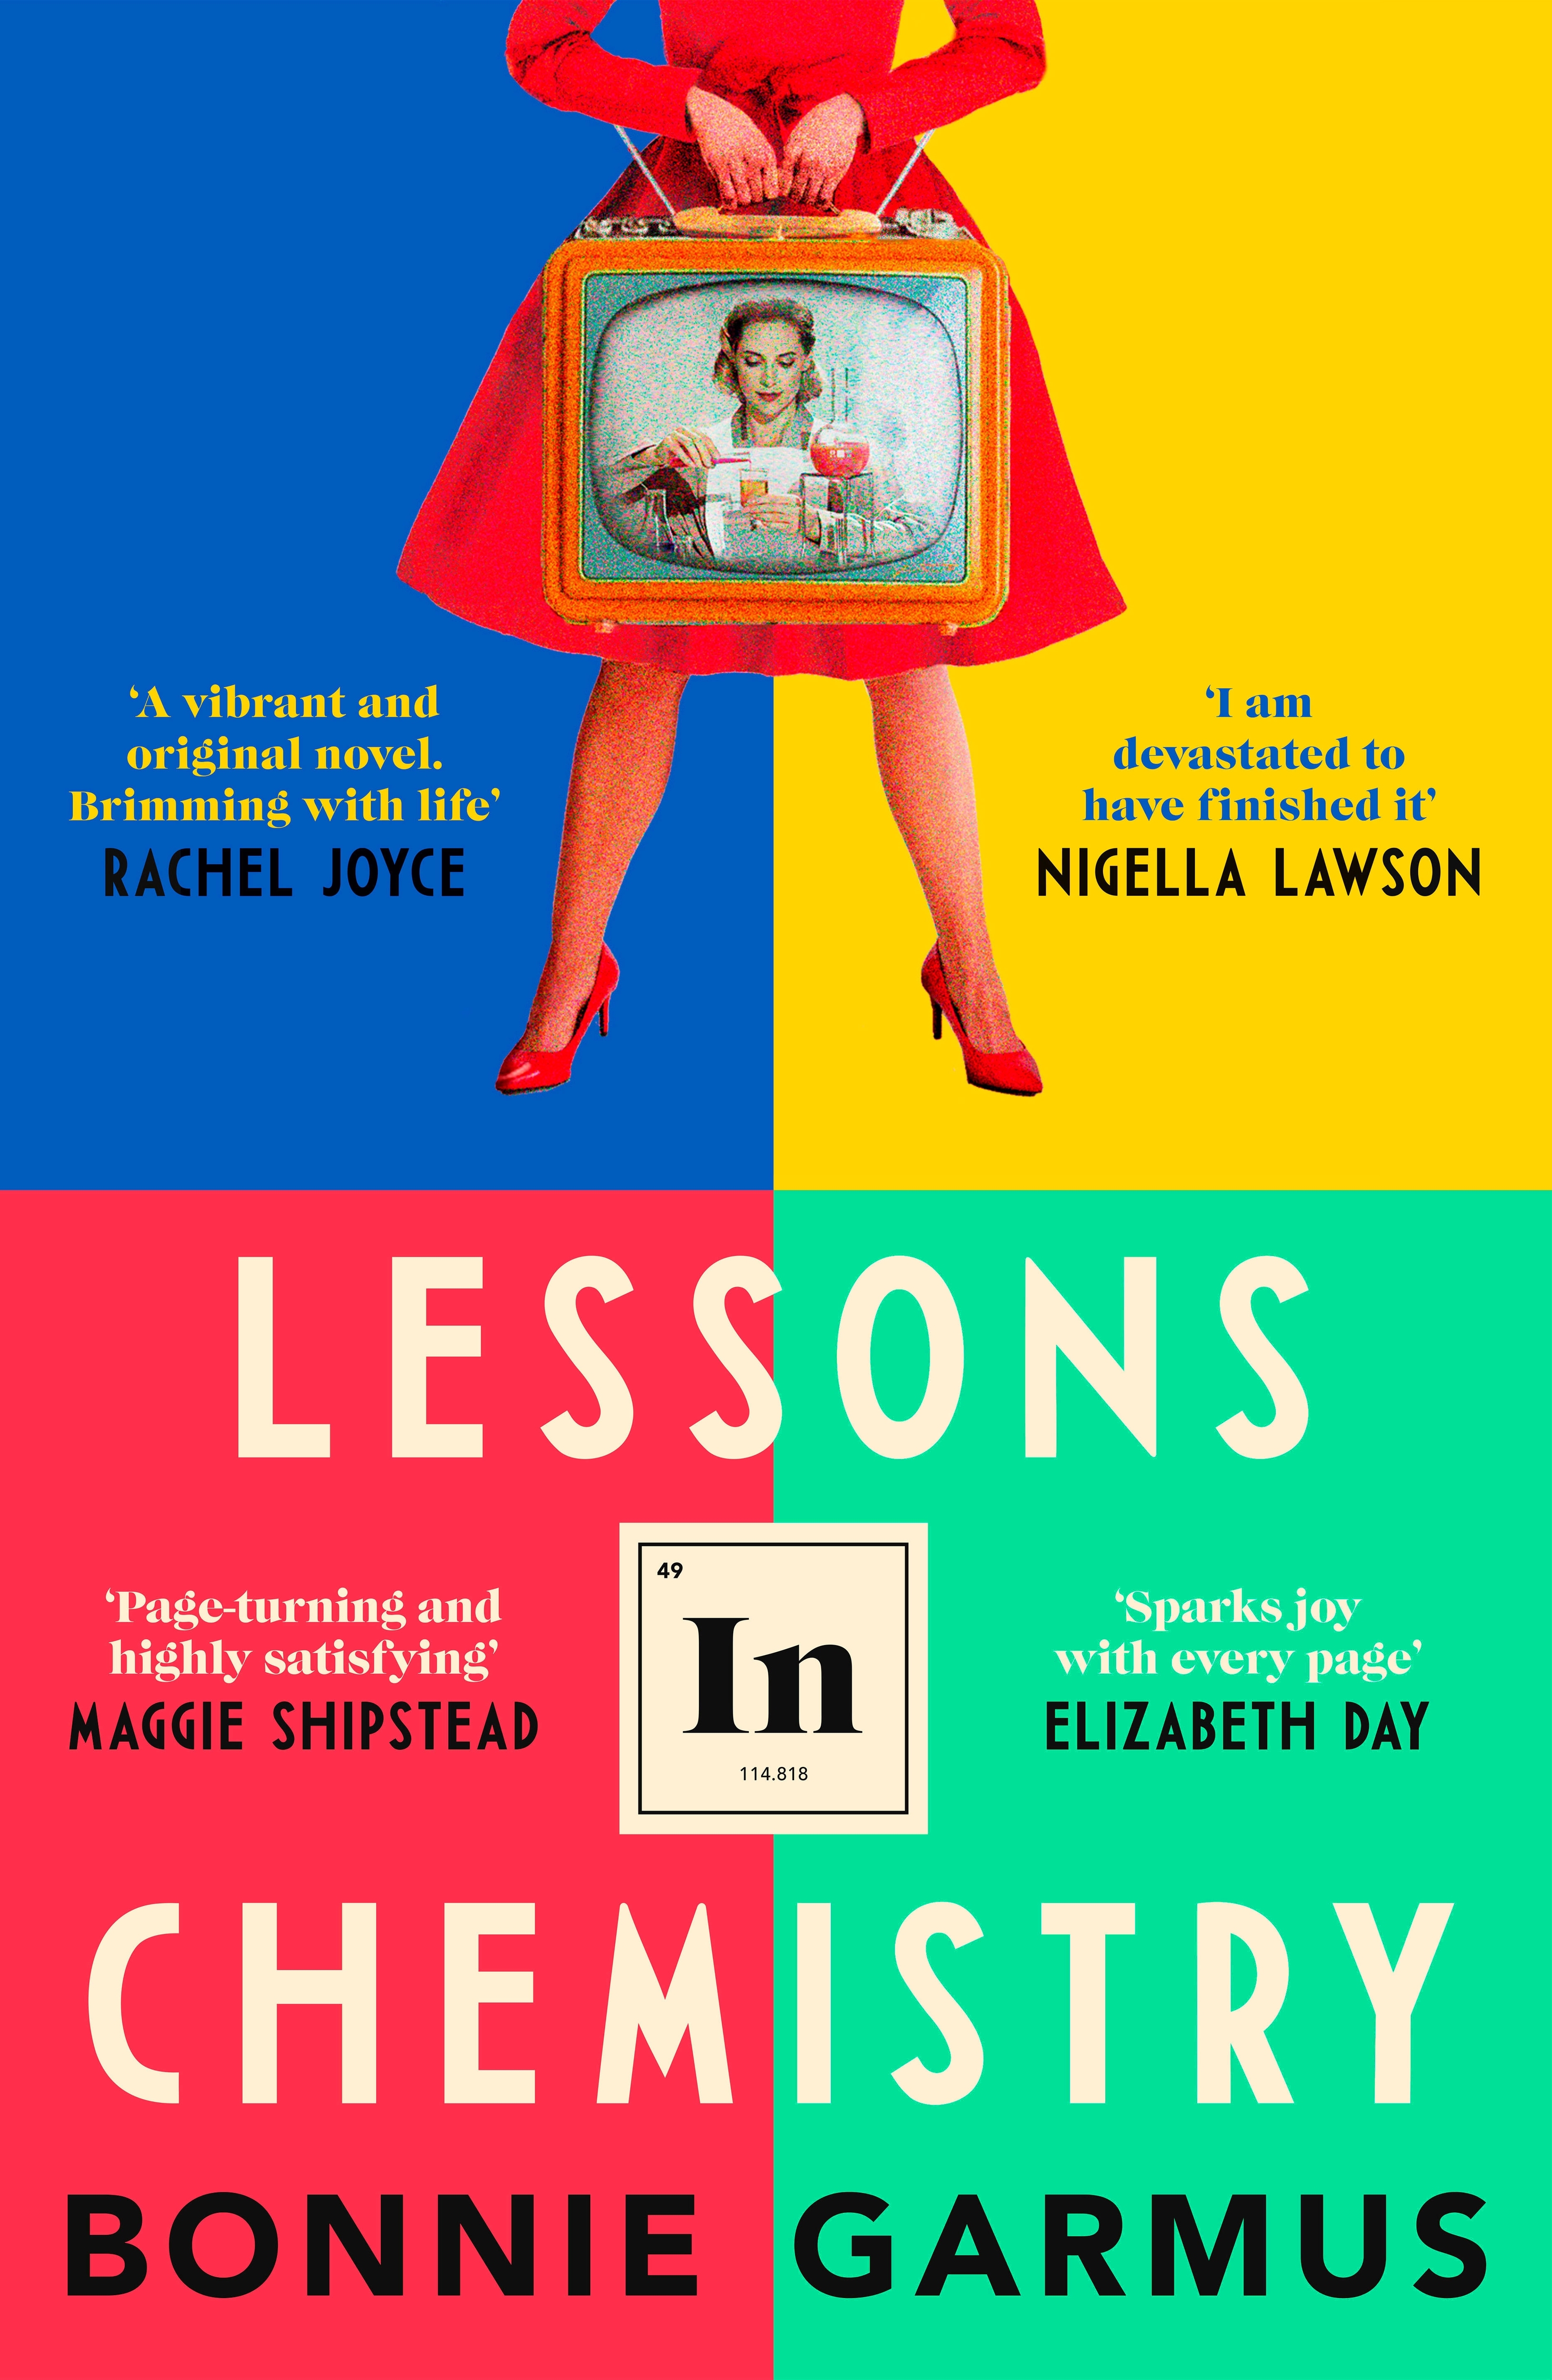 ‘A vibrant and
original novel.
Brimming with life’
RACHEL JOYCE
‘I am
devastated to
have finished it’
NIGELLA LAWSON
LESSONS
‘Page-turning and
highly satisfying’
MAGGIE SHIPSTEAD
49
In
114.818
‘Sparks joy
with every page’
ELIZABETH DAY
CHEMISTRY
BONNIE GARMUS